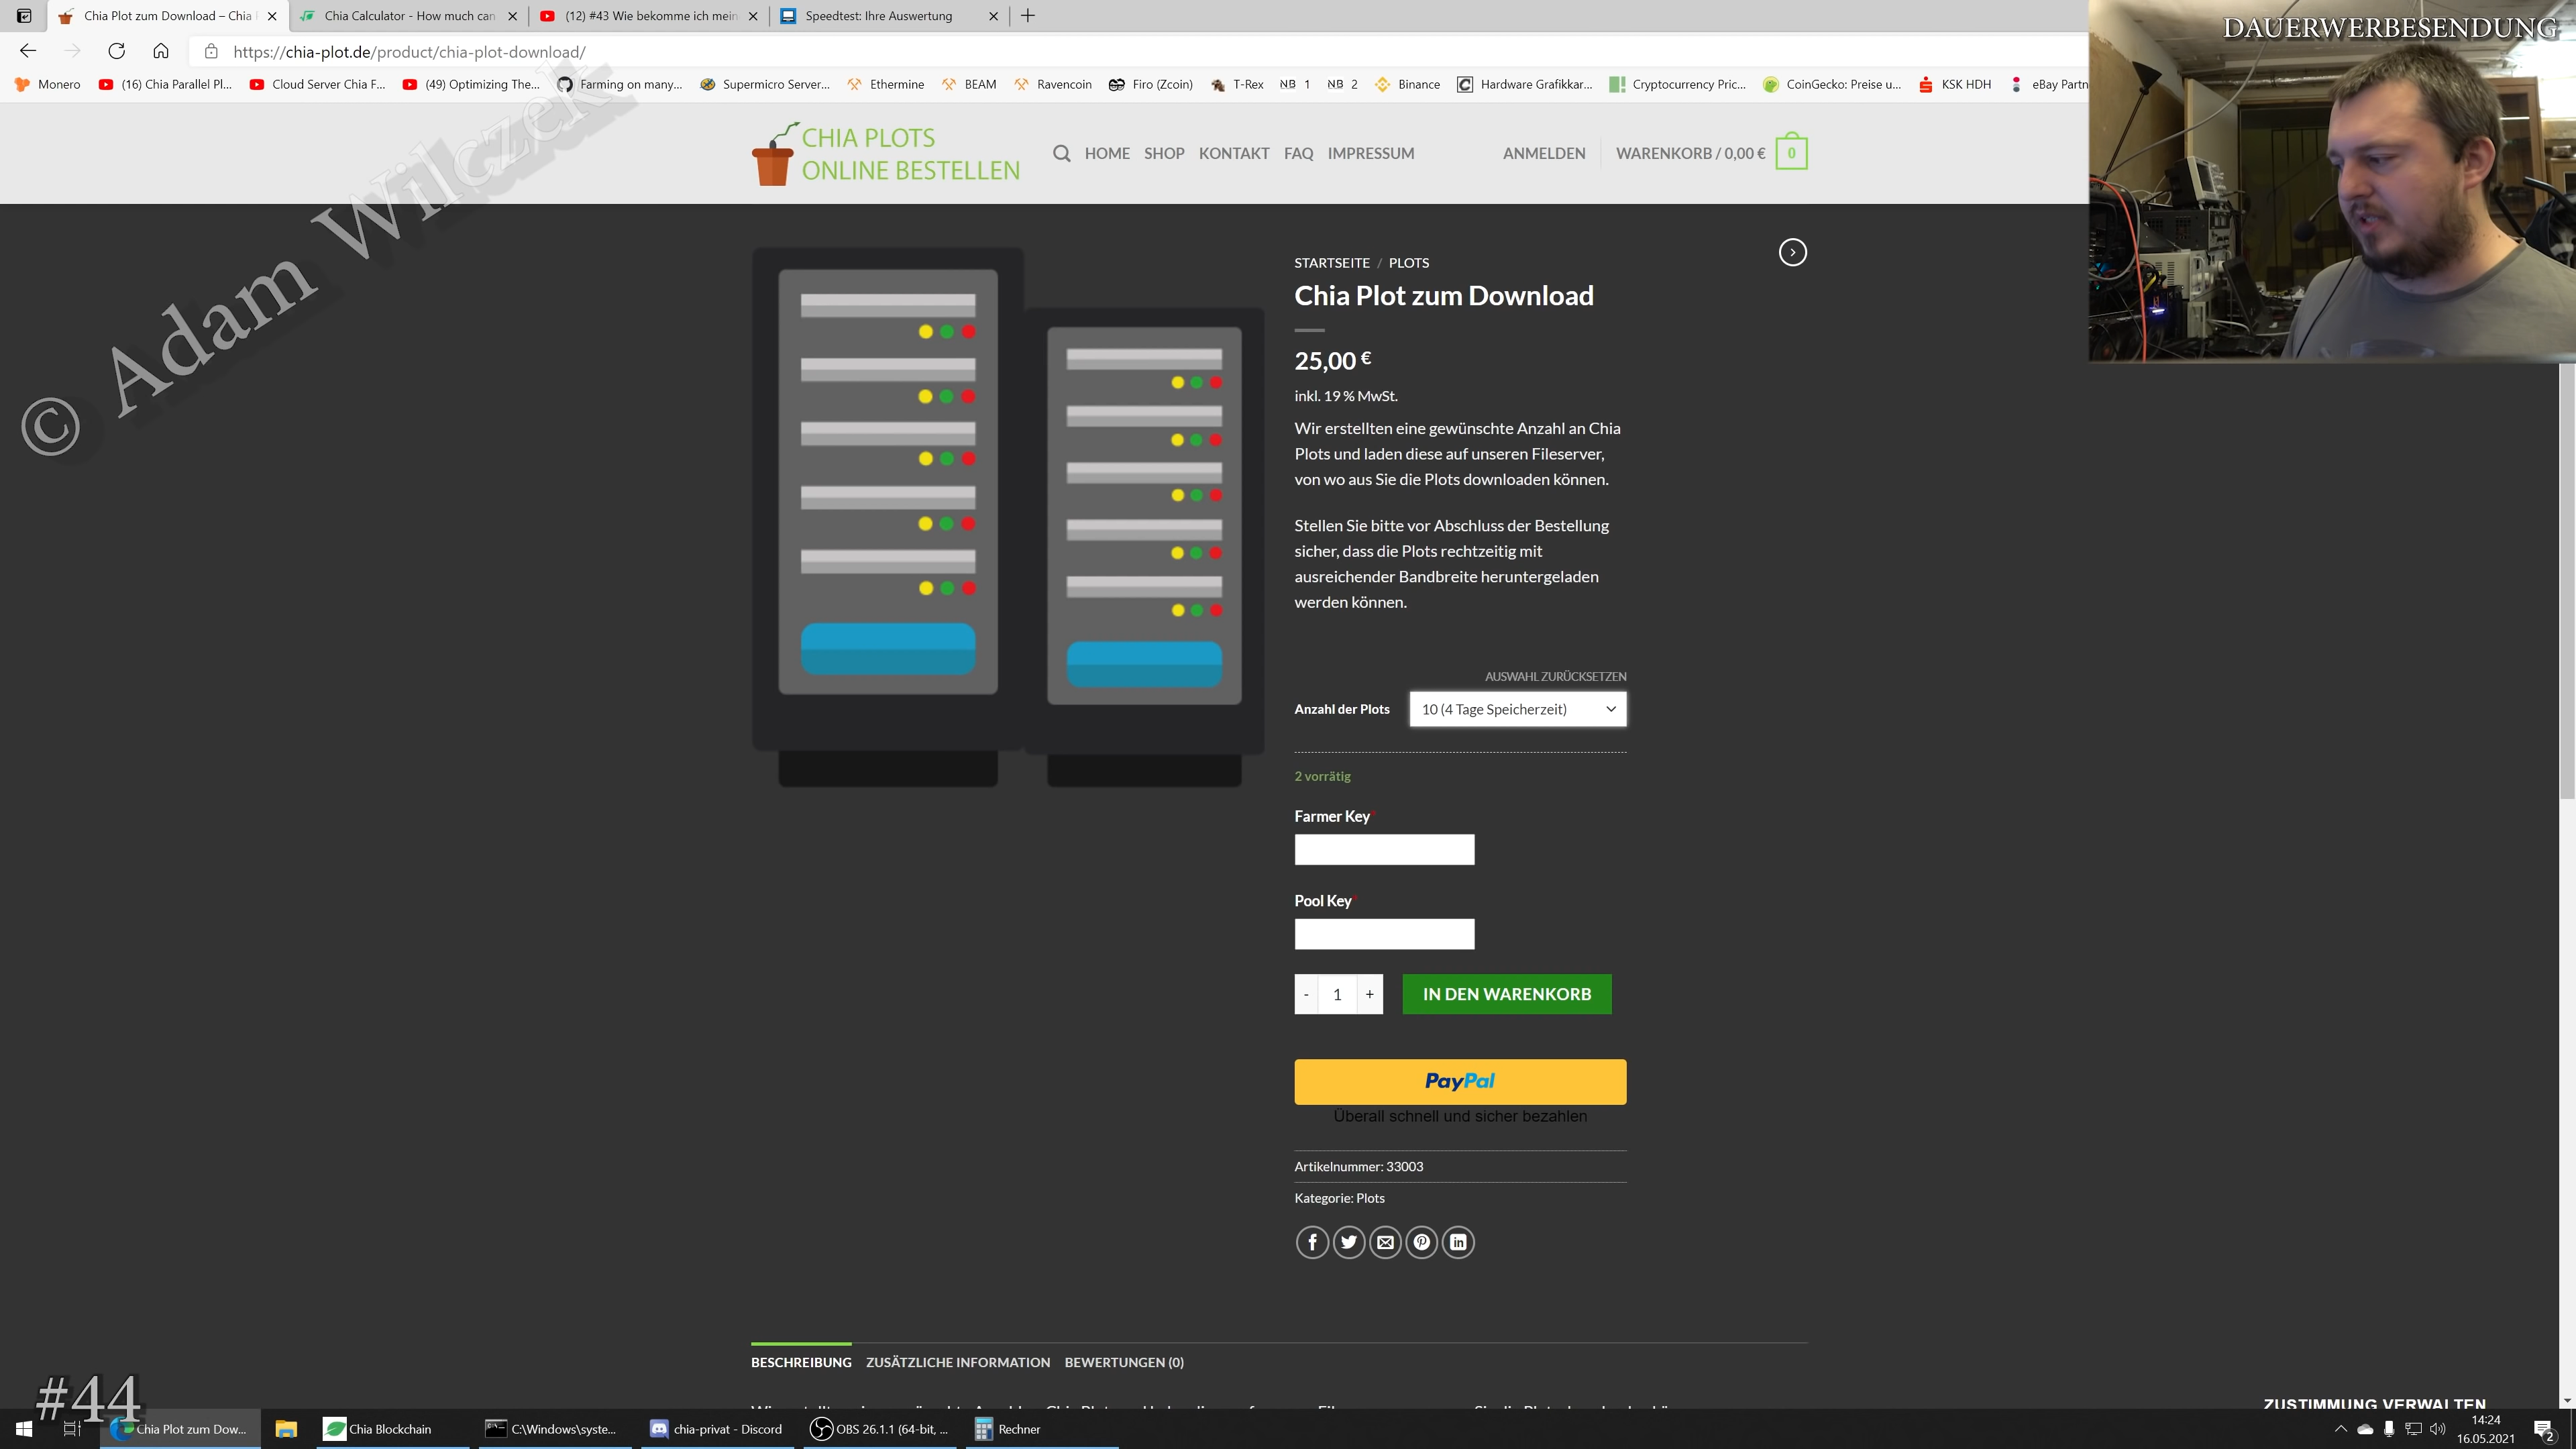 Chia Plot zum Download – Chia
Chia Calculator - How much can
(12) #43 Wie bekomme ich mein
Speedtest: Ihre Auswertung
DAUERWERBESENDUNG
https://chia-plot.de/product/chia-plot-download/
Monero
(16) Chia Parallel Pl...
Cloud Server Chia F...
(49) Optimizing The...
Farming on many...
Supermicro Server...
Ethermine
BEAM
Ravencoin
Firo (Zcoin)
T-Rex
NB 1
NB 2
Binance
Hardware Grafikkar...
Cryptocurrency Pric...
CoinGecko: Preise u...
KSK HDH
eBay Partn
© Adam Wilczek
CHIA PLOTS
ONLINE BESTELLEN
HOME SHOP KONTAKT FAQ IMPRESSUM
ANMELDEN
WARENKORB / 0,00 €
0
STARTSEITE / PLOTS
Chia Plot zum Download
25,00 €
inkl. 19 % MwSt.
Wir erstellten eine gewünschte Anzahl an Chia
Plots und laden diese auf unseren Fileserver,
von wo aus Sie die Plots downloaden können.
Stellen Sie bitte vor Abschluss der Bestellung
sicher, dass die Plots rechtzeitig mit
ausreichender Bandbreite heruntergeladen
werden können.
AUSWAHL ZURÜCKSETZEN
Anzahl der Plots
10 (4 Tage Speicherzeit)
2 vorrätig
Farmer Key*
Pool Key*
- 1 +
IN DEN WARENKORB
PayPal
Überall schnell und sicher bezahlen
Artikelnummer: 33003
Kategorie: Plots
BESCHREIBUNG
ZUSÄTZLICHE INFORMATION
BEWERTUNGEN (0)
ZUSTIMMUNG VERWALTEN
#44
Chia Plot zum Dow...
Chia Blockchain
C:\Windows\syste...
chia-privat - Discord
OBS 26.1.1 (64-bit, ...
Rechner
14:24
16.05.2021
2